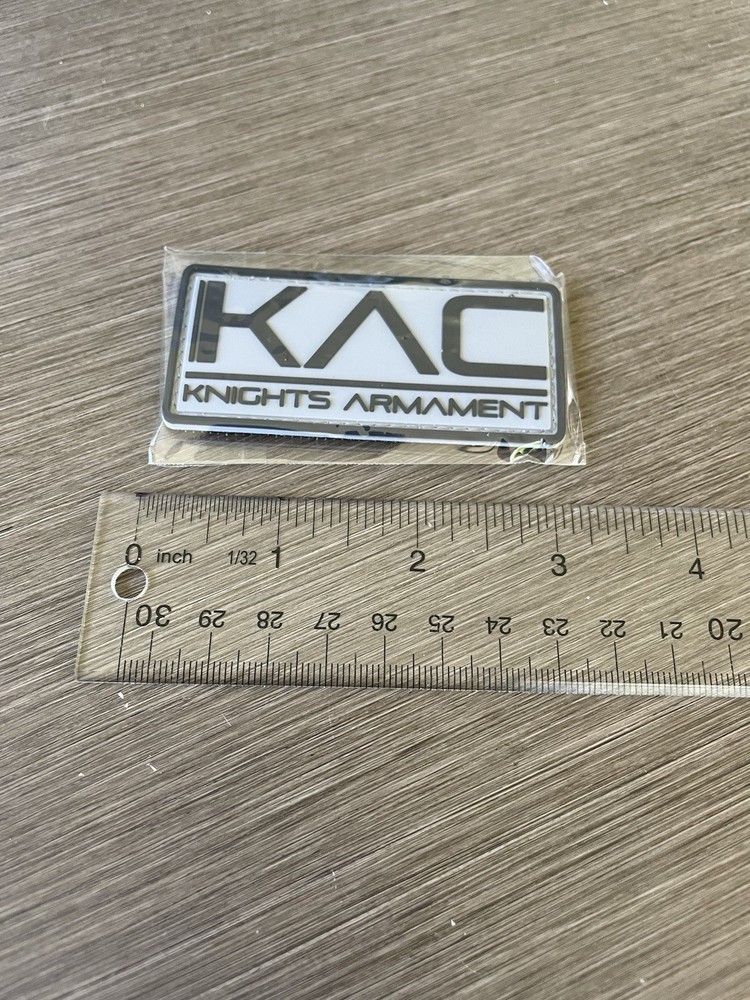 KAC
KNIGHTS ARMAMENT
0 inch 1/32 1 2 3 4
30 29 28 27 26 25 24 23 22 21 20